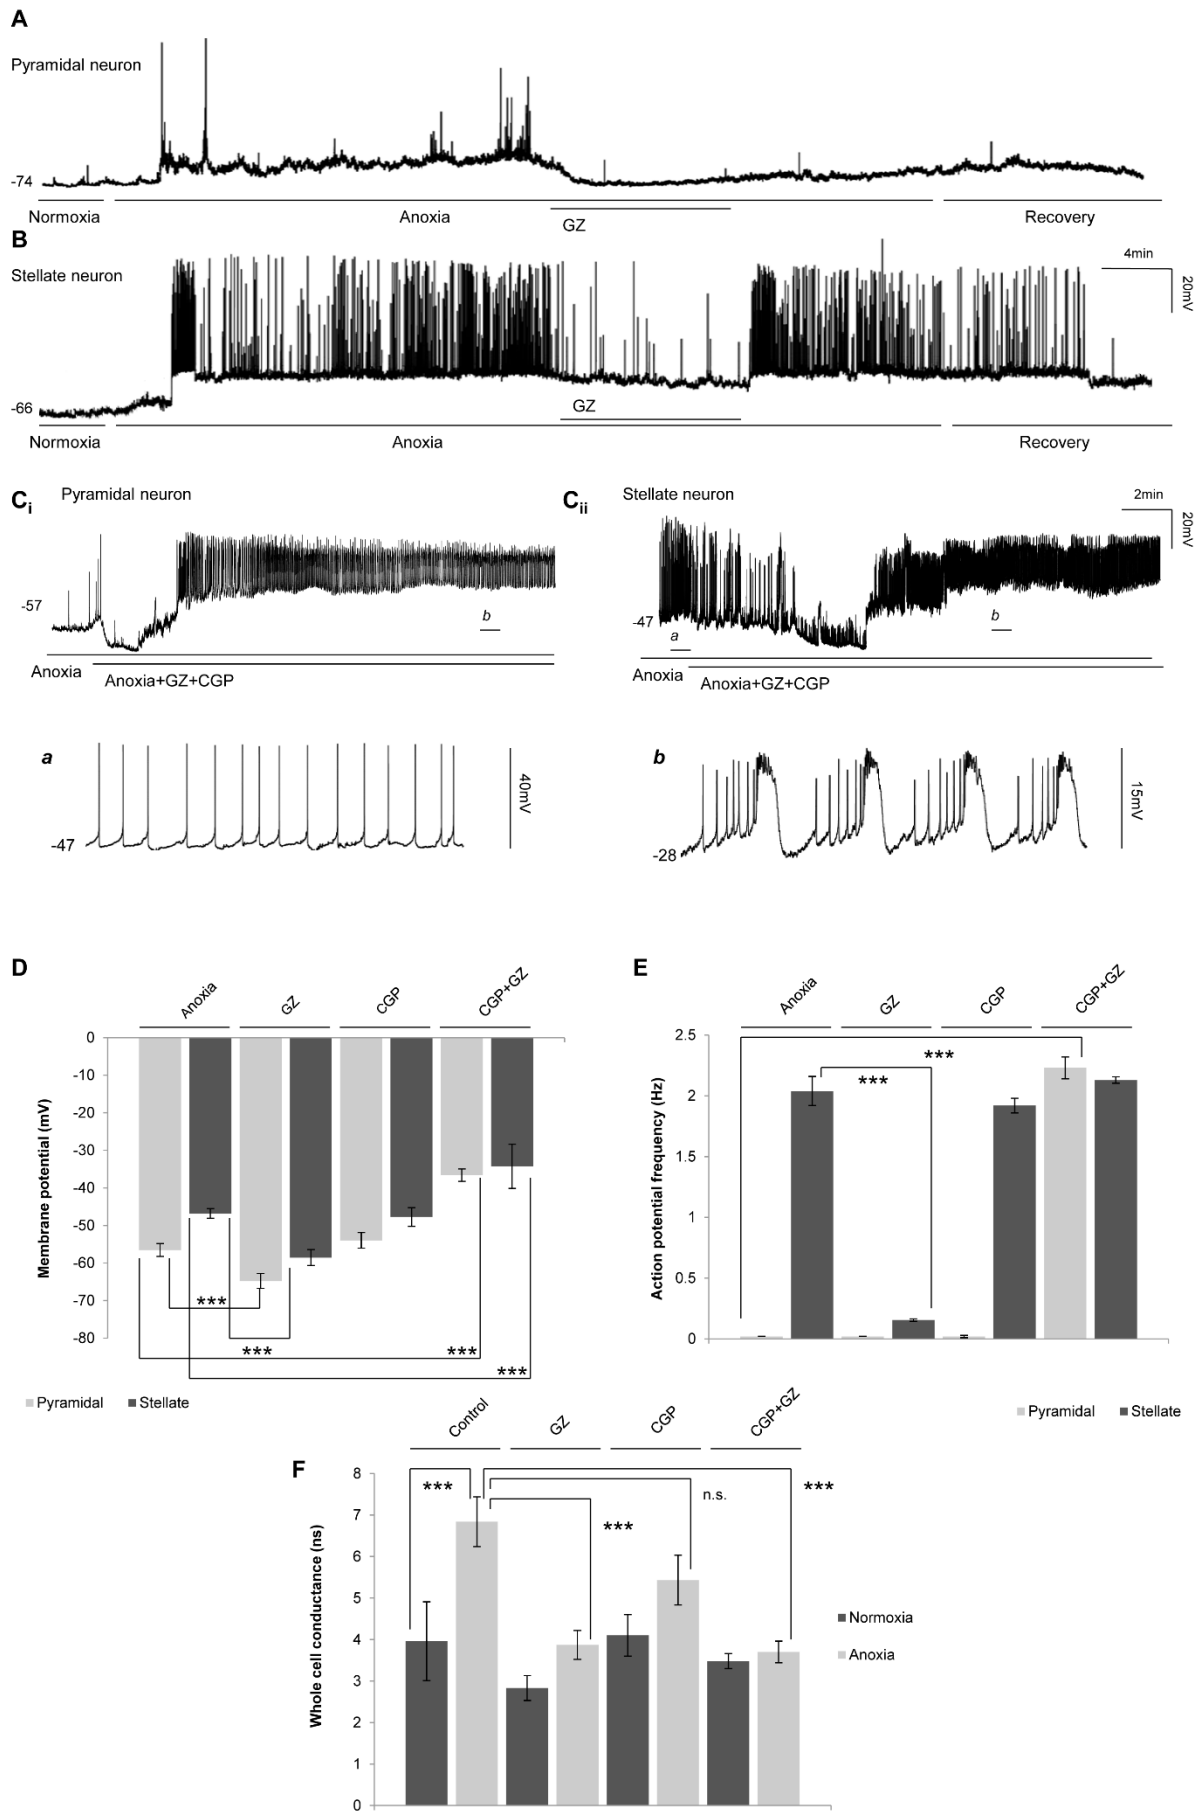 A
Pyramidal neuron
-74
Normoxia
Anoxia
GZ
Recovery
B
Stellate neuron
4min
20mV
-66
GZ
Normoxia
Anoxia
Recovery
Ci
Pyramidal neuron
-57
b
Anoxia
Anoxia+GZ+CGP
Cii
Stellate neuron
2min
20mV
-47
a
b
Anoxia
Anoxia+GZ+CGP
a
-47
40mV
b
-28
15mV
D
Anoxia
GZ
CGP
CGP+GZ
Membrane potential (mV)
0
-10
-20
-30
-40
-50
-60
-70
-80
***
***
***
***
Pyramidal
Stellate
E
Anoxia
GZ
CGP
CGP+GZ
Action potential frequency (Hz)
2.5
2
1.5
1
0.5
0
***
***
Pyramidal
Stellate
F
Control
GZ
CGP
CGP+GZ
Whole cell conductance (ns)
8
7
6
5
4
3
2
1
0
***
***
n.s.
***
Normoxia
Anoxia